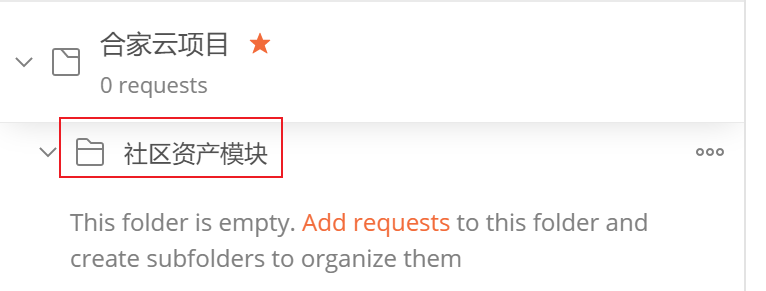 合家云项目
0 requests
社区资产模块
This folder is empty. Add requests to this folder and
create subfolders to organize them